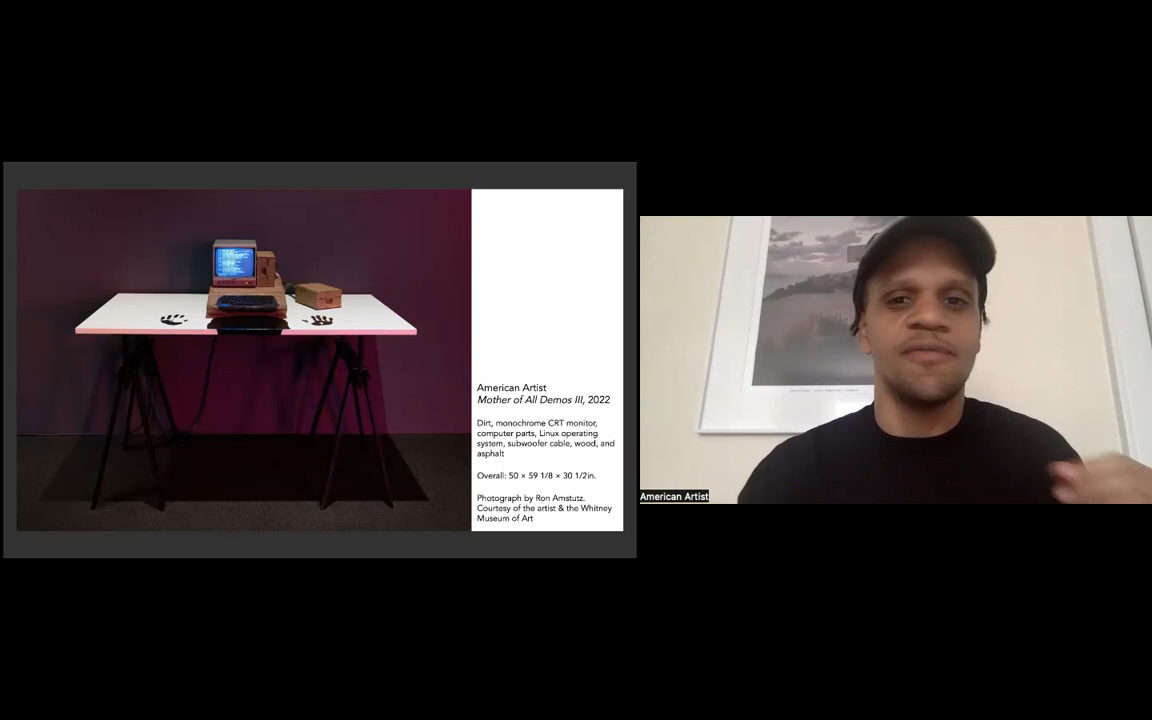 American Artist
Mother of All Demos III, 2022
Dirt, monochrome CRT monitor,
computer parts, Linux operating
system, subwoofer cable, wood, and
asphalt
Overall: 50 × 59 1/8 × 30 1/2in.
Photograph by Ron Amstutz.
Courtesy of the artist & the Whitney
Museum of Art
American Artist